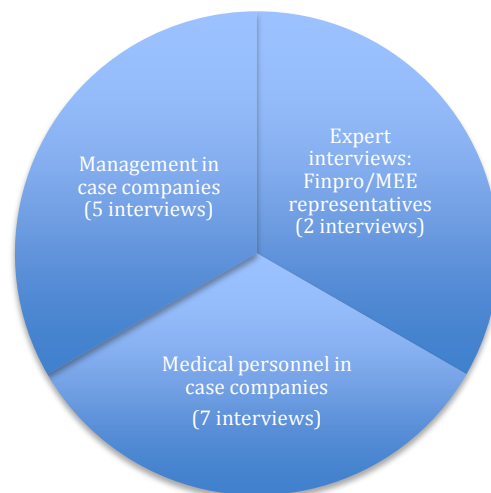 Management in
case companies
(5 interviews)
Expert
interviews:
Finpro/MEE
representatives
(2 interviews)
Medical personnel in
case companies
(7 interviews)